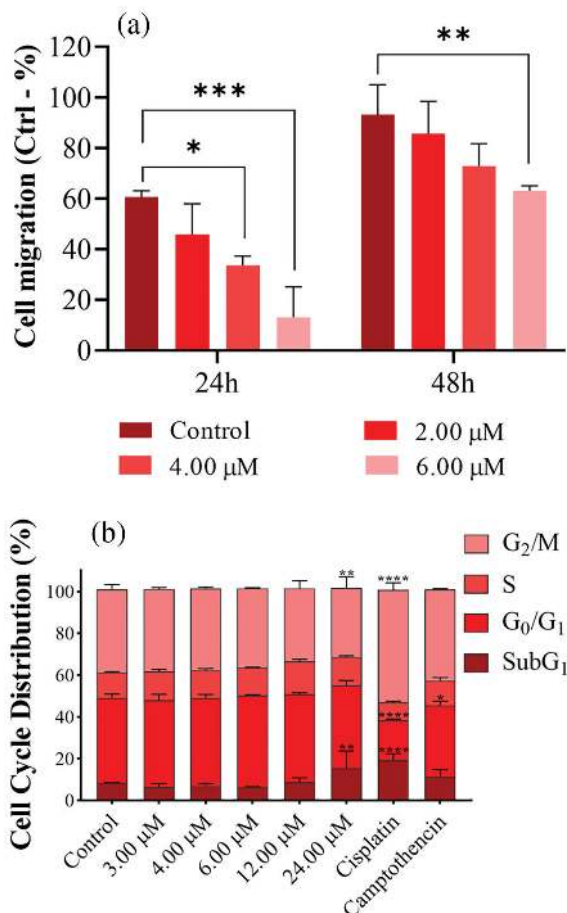 (a)
Cell migration (Ctrl - %)
120
100
80
60
40
20
0
***
*
**
24h
48h
Control
2.00 μM
4.00 μM
6.00 μM
(b)
Cell Cycle Distribution (%)
100
80
60
40
20
0
**
**
****
****
****
*
G₂/M
S
G₀/G₁
SubG₁
Control
3.00 μM
4.00 μM
6.00 μM
12.00 μM
24.00 μM
Cisplatin
Camptothencin